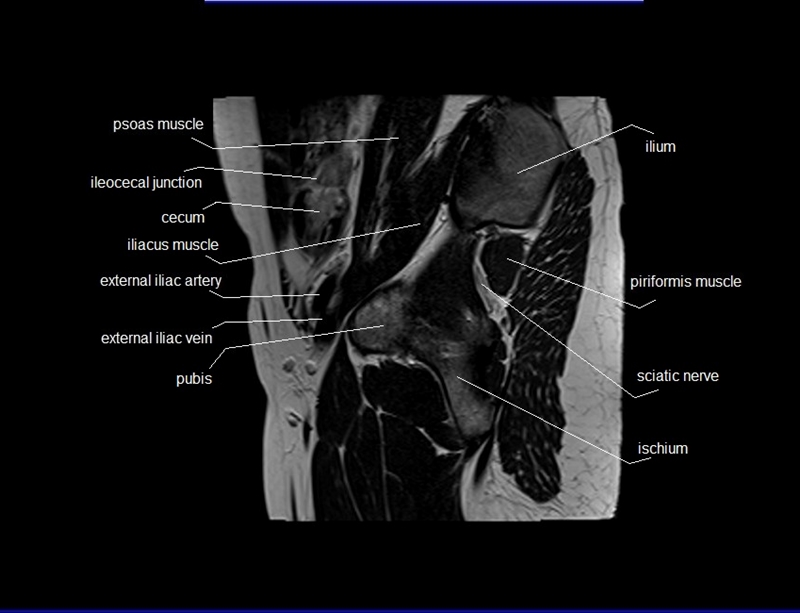 psoas muscle
ileocecal junction
cecum
iliacus muscle
external iliac artery
external iliac vein
pubis
ilium
piriformis muscle
sciatic nerve
ischium